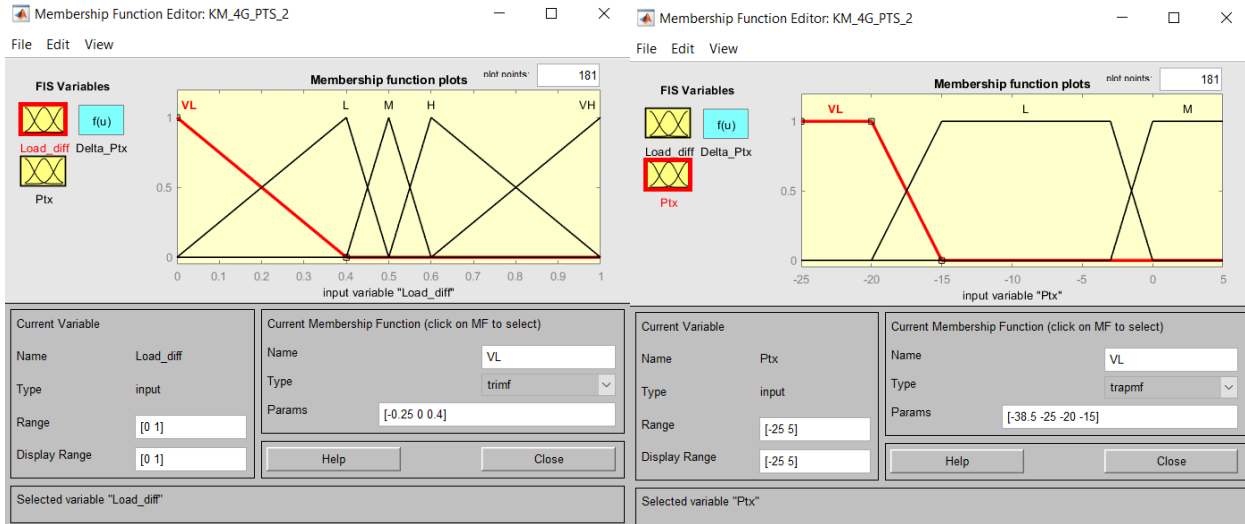 Membership Function Editor: KM_4G_PTS_2
File Edit View
FIS Variables
f(u)
Load_diff Delta_Ptx
Ptx
Membership function plots
plot points:
181
VL L M H VH
1
0.5
0
0 0.1 0.2 0.3 0.4 0.5 0.6 0.7 0.8 0.9 1
input variable "Load_diff"
Current Variable
Name Load_diff
Type input
Range [0 1]
Display Range [0 1]
Current Membership Function (click on MF to select)
Name VL
Type trimf
Params [-0.25 0 0.4]
Help Close
Selected variable "Load_diff"
Membership Function Editor: KM_4G_PTS_2
File Edit View
FIS Variables
f(u)
Load_diff Delta_Ptx
Ptx
Membership function plots
plot points:
181
VL L M
1
0.5
0
-25 -20 -15 -10 -5 0 5
input variable "Ptx"
Current Variable
Name Ptx
Type input
Range [-25 5]
Display Range [-25 5]
Current Membership Function (click on MF to select)
Name VL
Type trapmf
Params [-38.5 -25 -20 -15]
Help Close
Selected variable "Ptx"